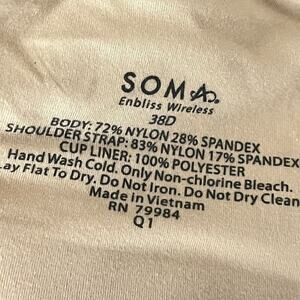 SOMA
Enbliss Wireless
38D
BODY: 72% NYLON 28% SPANDEX
SHOULDER STRAP: 83% NYLON 17% SPANDEX
CUP LINER: 100% POLYESTER
Hand Wash Cold. Only Non-chlorine Bleach.
Lay Flat To Dry. Do Not Iron. Do Not Dry Clean
Made in Vietnam
RN 79984
Q1